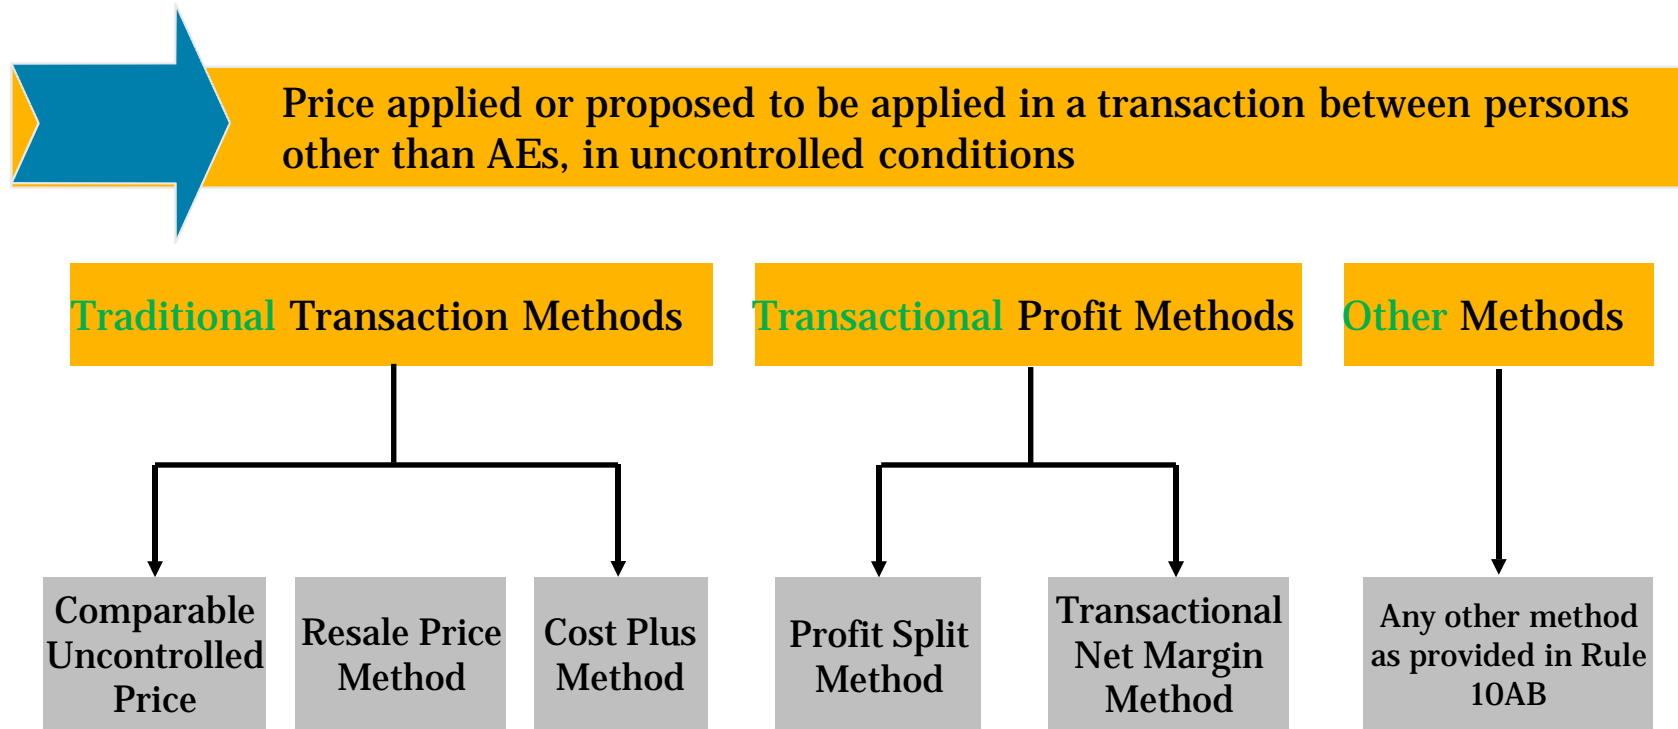 Price applied or proposed to be applied in a transaction between persons
other than AEs, in uncontrolled conditions
Traditional Transaction Methods
Transactional Profit Methods
Other Methods
Comparable
Uncontrolled
Price
Resale Price
Method
Cost Plus
Method
Profit Split
Method
Transactional
Net Margin
Method
Any other method
as provided in Rule
10AB